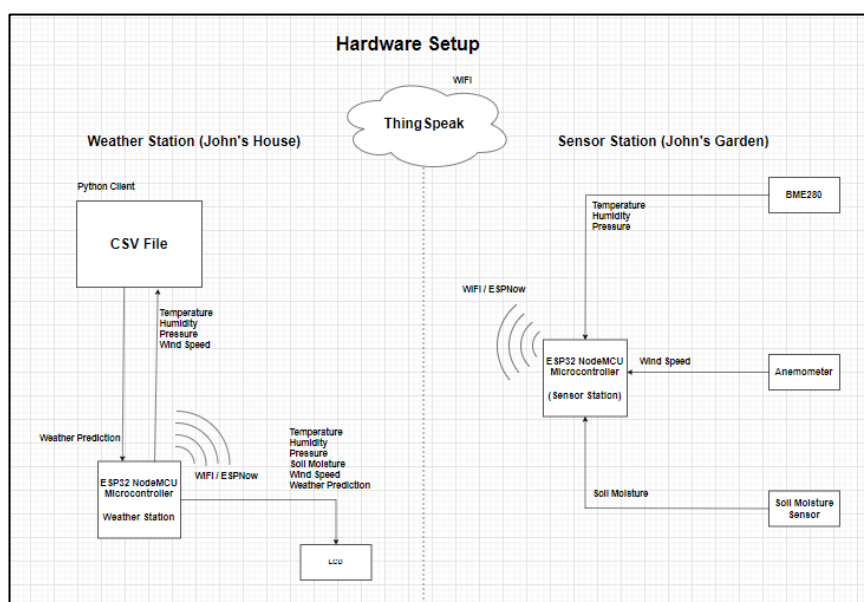 Hardware Setup
WIFI
ThingSpeak
Weather Station (John's House)
Sensor Station (John's Garden)
Python Client
CSV File
BME280
Temperature
Humidity
Pressure
WIFI / ESPNow
Temperature
Humidity
Pressure
Wind Speed
ESP32 NodeMCU
Microcontroller
(Sensor Station)
Wind Speed
Anemometer
Weather Prediction
Temperature
Humidity
Pressure
Soil Moisture
Wind Speed
Weather Prediction
WIFI / ESPNow
ESP32 NodeMCU
Microcontroller
Weather Station
Soil Moisture
Soil Moisture
Sensor
LCD